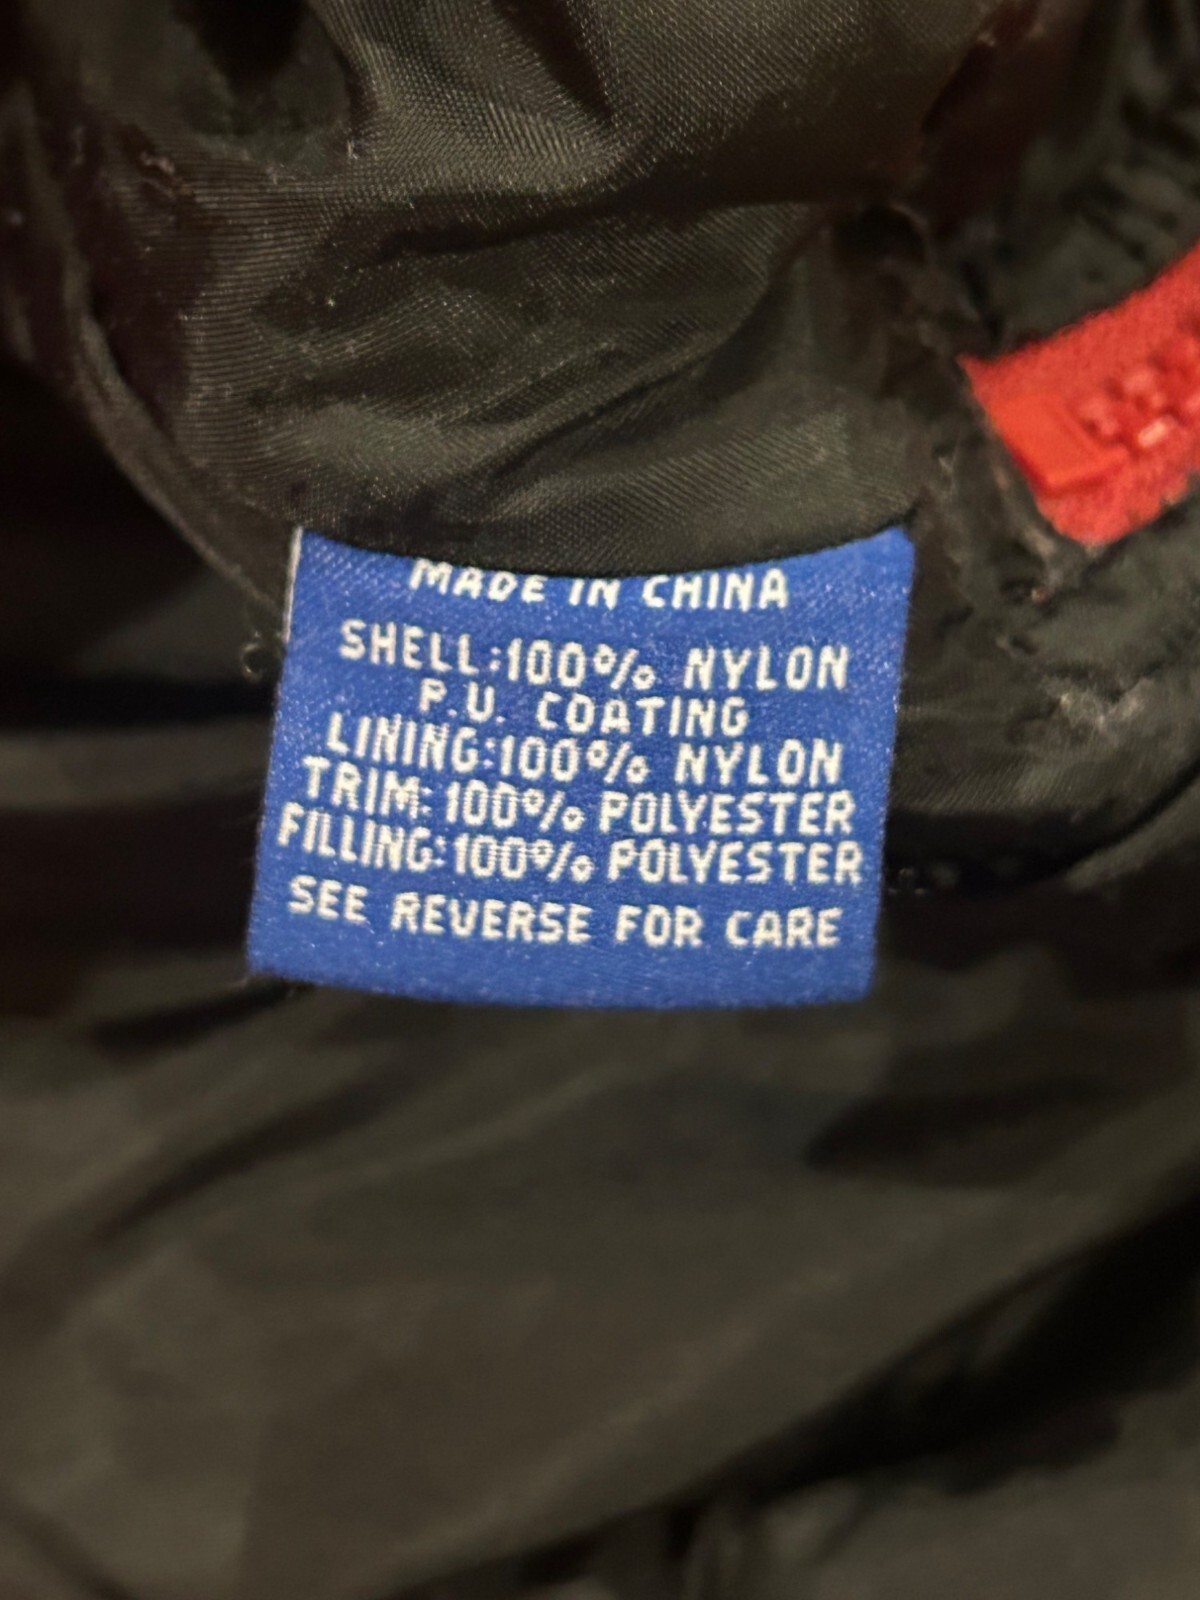 MADE IN CHINA
SHELL:100% NYLON
P.U. COATING
LINING:100% NYLON
TRIM:100% POLYESTER
FILLING:100% POLYESTER
SEE REVERSE FOR CARE